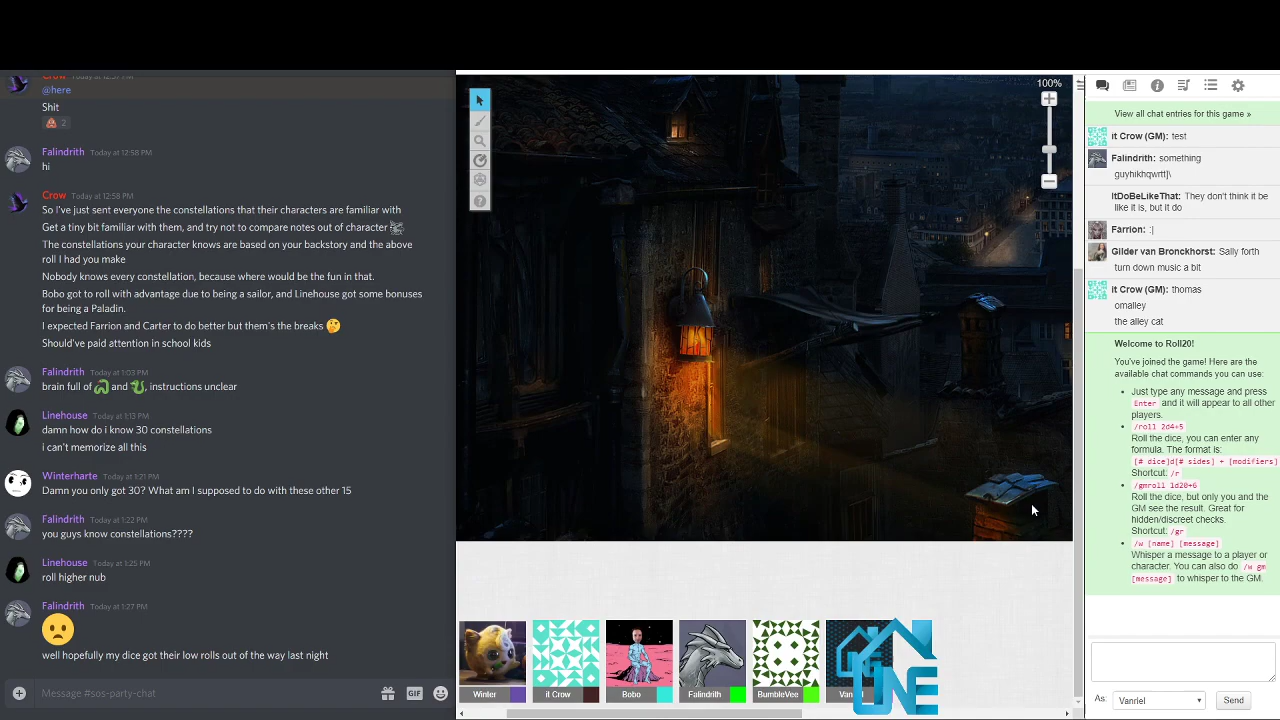 Crow Today at 12:57 PM
@here
Shit
2
Falindrith Today at 12:58 PM
hi
Crow Today at 12:58 PM
So I've just sent everyone the constellations that their characters are familiar with
Get a tiny bit familiar with them, and try not to compare notes out of character
The constellations your character knows are based on your backstory and the above
roll I had you make
Nobody knows every constellation, because where would be the fun in that.
Bobo got to roll with advantage due to being a sailor, and Linehouse got some bonuses
for being a Paladin.
I expected Farrion and Carter to do better but them's the breaks
Should've paid attention in school kids
Falindrith Today at 1:03 PM
brain full of and , instructions unclear
Linehouse Today at 1:13 PM
damn how do i know 30 constellations
i can't memorize all this
Winterharte Today at 1:21 PM
Damn you only got 30? What am I supposed to do with these other 15
Falindrith Today at 1:22 PM
you guys know constellations????
Linehouse Today at 1:25 PM
roll higher nub
Falindrith Today at 1:27 PM
well hopefully my dice got their low rolls out of the way last night
Message #sos-party-chat
GIF
100%
Winter
it Crow
Bobo
Falindrith
BumbleVee
View all chat entries for this game »
it Crow (GM): test
Falindrith: something
guyhikhqwrtl]\
ItDoBeLikeThat: They don't think it be
like it is, but it do
Farrion: :|
Gilder van Bronckhorst: Sally forth
turn down music a bit
it Crow (GM): thomas
omalley
the alley cat
Welcome to Roll20!
You've joined the game! Here are the
available chat commands you can use:
Just type any message and press
Enter and it will appear to all other
players.
/roll 2d4+5
Roll the dice, you can enter any
formula. The format is:
[# dice]d[# sides] + [modifiers]
Shortcut: /r
/gmroll 1d20+6
Roll the dice, but only you and the
GM see the result. Great for
hidden/discreet checks.
Shortcut: /gr
/w [name] [message]
Whisper a message to a player or
character. You can also do /w gm
[message] to whisper to the GM.
As: Vanriel
Send